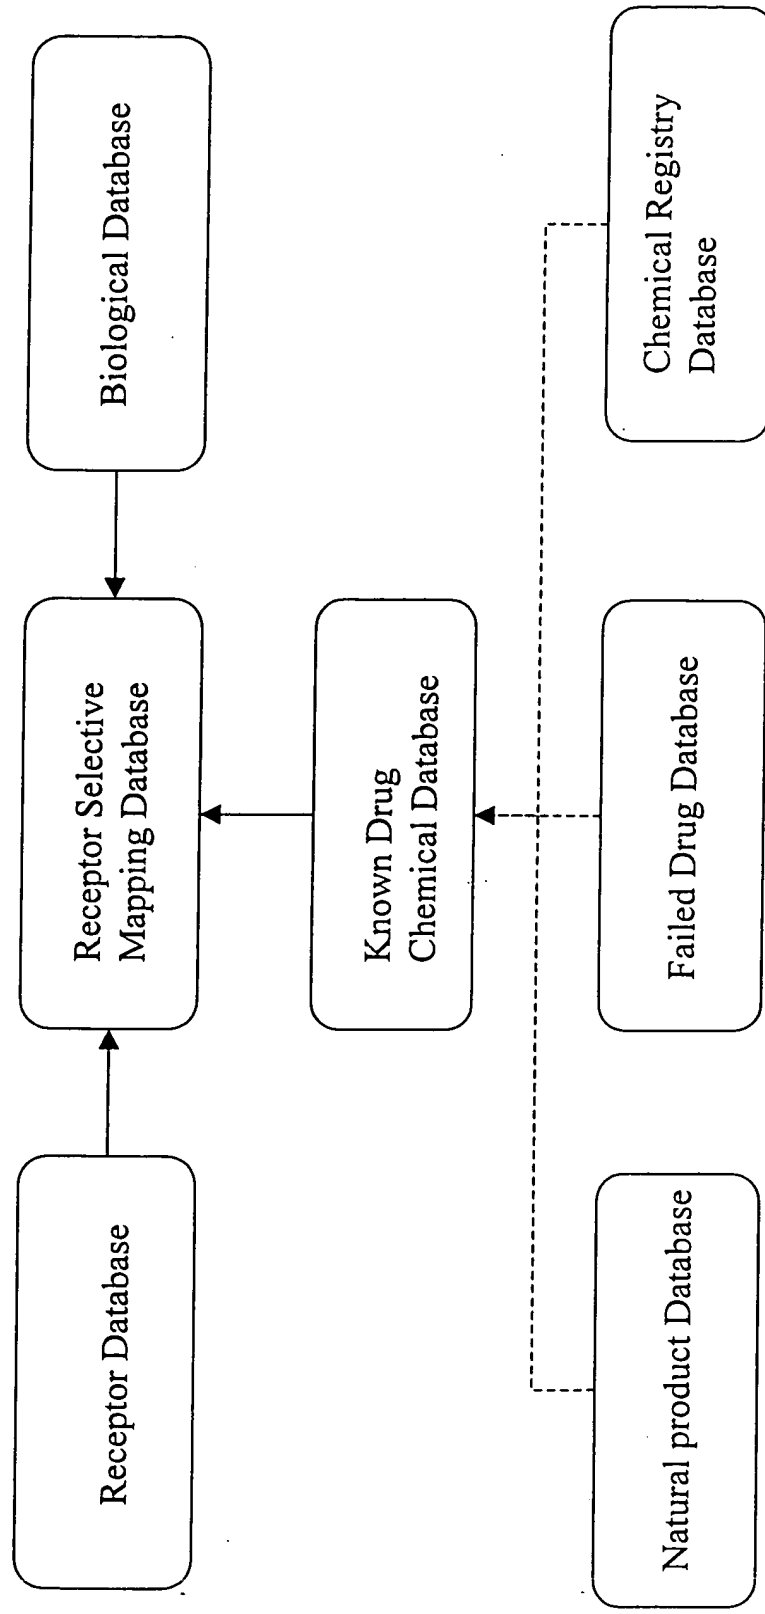 Receptor Database
Receptor Selective
Mapping Database
Biological Database
Known Drug
Chemical Database
Natural product Database
Failed Drug Database
Chemical Registry
Database